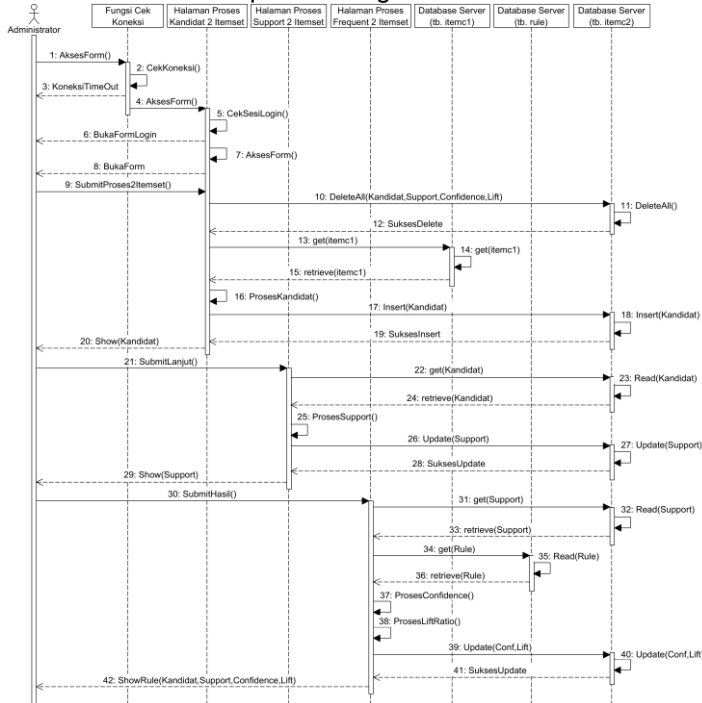 Administrator
Fungsi Cek
Koneksi
Halaman Proses
Kandidat 2 Itemset
Halaman Proses
Support 2 Itemset
Halaman Proses
Frequent 2 Itemset
Database Server
(tb. itemc1)
Database Server
(tb. rule)
Database Server
(tb. itemc2)
1: AksesForm()
2: CekKoneksi()
3: KoneksiTimeOut
4: AksesForm()
5: CekSesiLogin()
6: BukaFormLogin
7: AksesForm()
8: BukaForm
9: SubmitProses2Itemset()
10: DeleteAll(Kandidat,Support,Confidence,Lift)
11: DeleteAll()
12: SuksesDelete
13: get(itemc1)
14: get(itemc1)
15: retrieve(itemc1)
16: ProsesKandidat()
17: Insert(Kandidat)
18: Insert(Kandidat)
19: SuksesInsert
20: Show(Kandidat)
21: SubmitLanjut()
22: get(Kandidat)
23: Read(Kandidat)
24: retrieve(Kandidat)
25: ProsesSupport()
26: Update(Support)
27: Update(Support)
28: SuksesUpdate
29: Show(Support)
30: SubmitHasil()
31: get(Support)
32: Read(Support)
33: retrieve(Support)
34: get(Rule)
35: Read(Rule)
36: retrieve(Rule)
37: ProsesConfidence()
38: ProsesLiftRatio()
39: Update(Conf,Lift)
40: Update(Conf,Lift
41: SuksesUpdate
42: ShowRule(Kandidat,Support,Confidence,Lift)